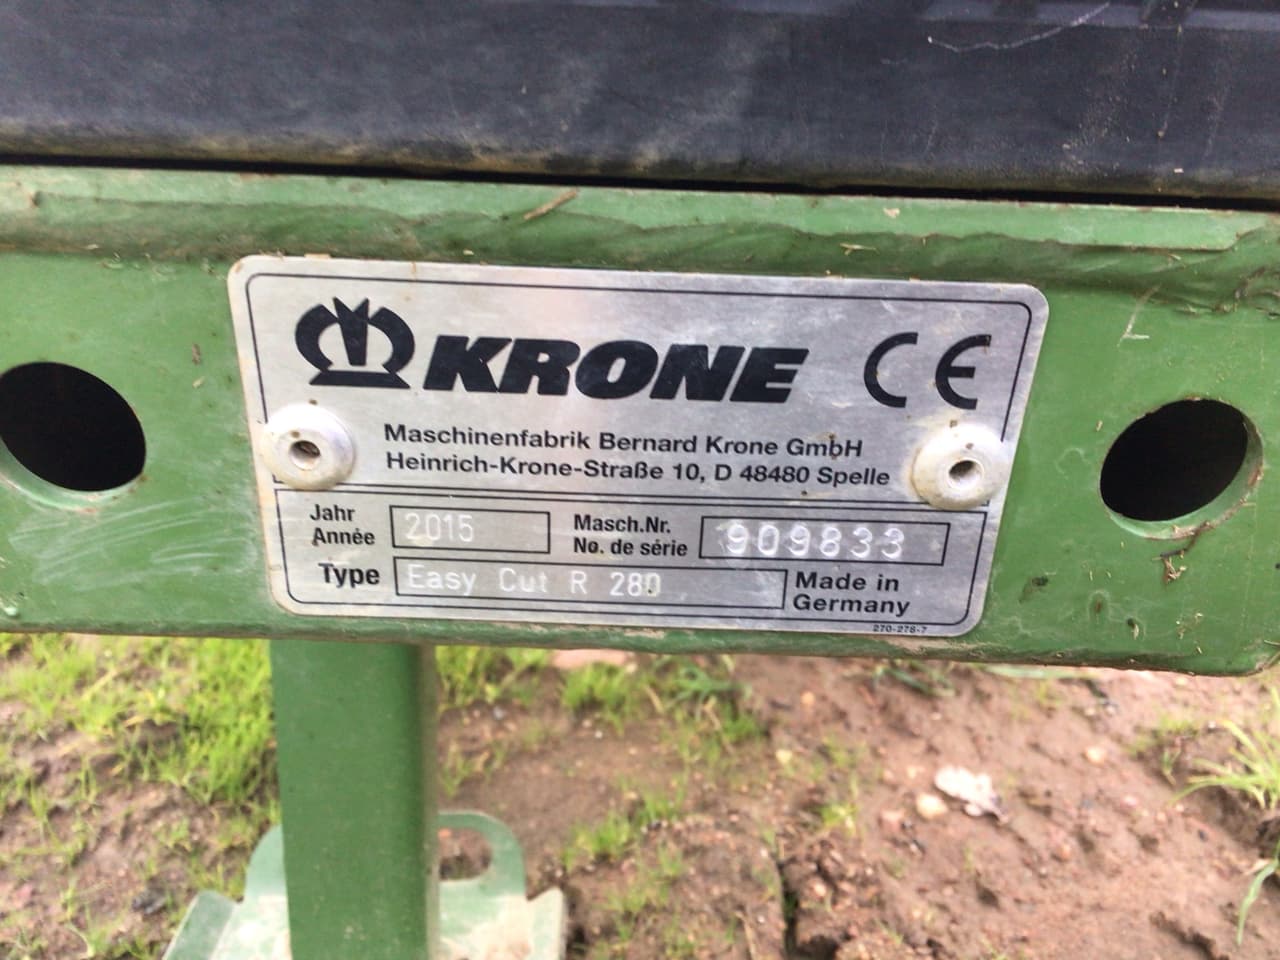 KRONE CE
Maschinenfabrik Bernard Krone GmbH
Heinrich-Krone-Straße 10, D 48480 Spelle
Jahr
Année 2015
Masch.Nr.
No. de série 909833
Type Easy Cut R 280
Made in
Germany
270-278-7